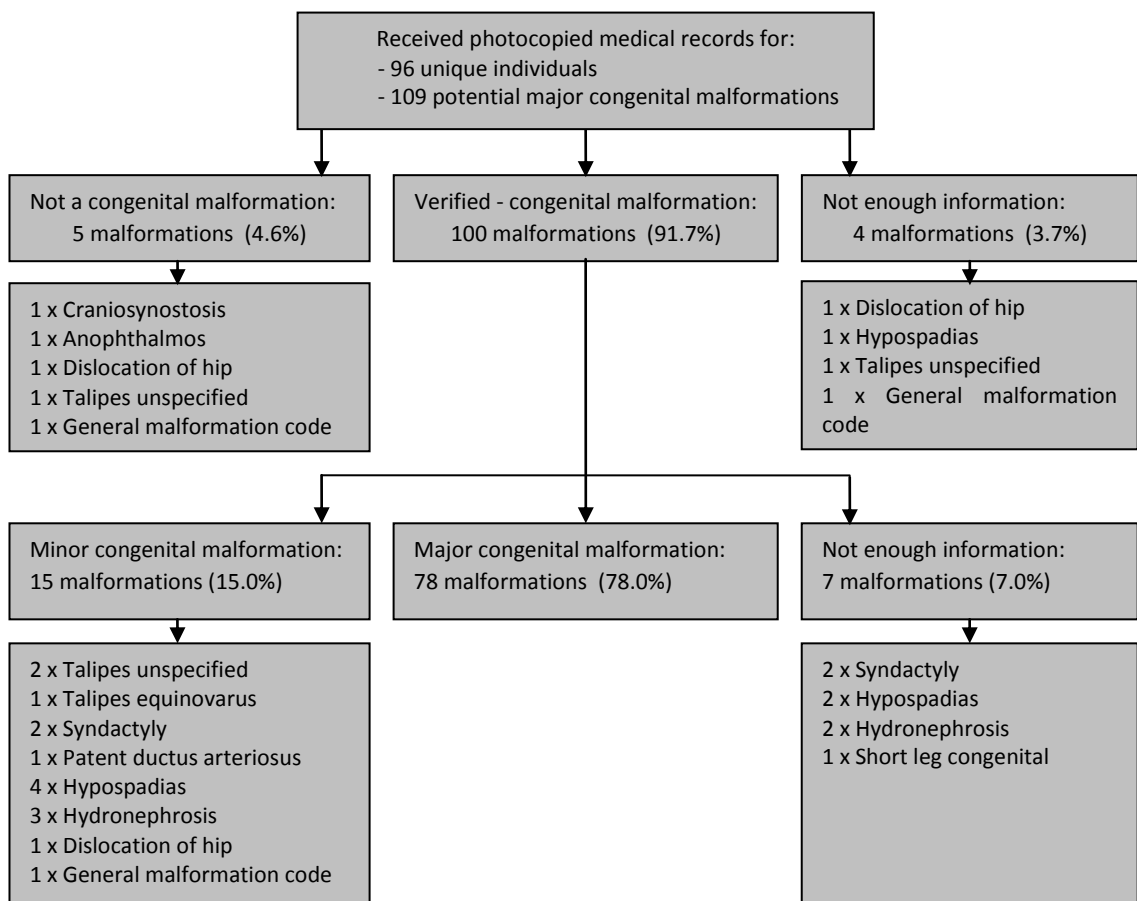 Received photocopied medical records for:
- 96 unique individuals
- 109 potential major congenital malformations
Not a congenital malformation:
5 malformations (4.6%)
Verified - congenital malformation:
100 malformations (91.7%)
Not enough information:
4 malformations (3.7%)
1 x Craniosynostosis
1 x Anophthalmos
1 x Dislocation of hip
1 x Talipes unspecified
1 x General malformation code
1 x Dislocation of hip
1 x Hypospadias
1 x Talipes unspecified
1 x General malformation
code
Minor congenital malformation:
15 malformations (15.0%)
Major congenital malformation:
78 malformations (78.0%)
Not enough information:
7 malformations (7.0%)
2 x Talipes unspecified
1 x Talipes equinovarus
2 x Syndactyly
1 x Patent ductus arteriosus
4 x Hypospadias
3 x Hydronephrosis
1 x Dislocation of hip
1 x General malformation code
2 x Syndactyly
2 x Hypospadias
2 x Hydronephrosis
1 x Short leg congenital